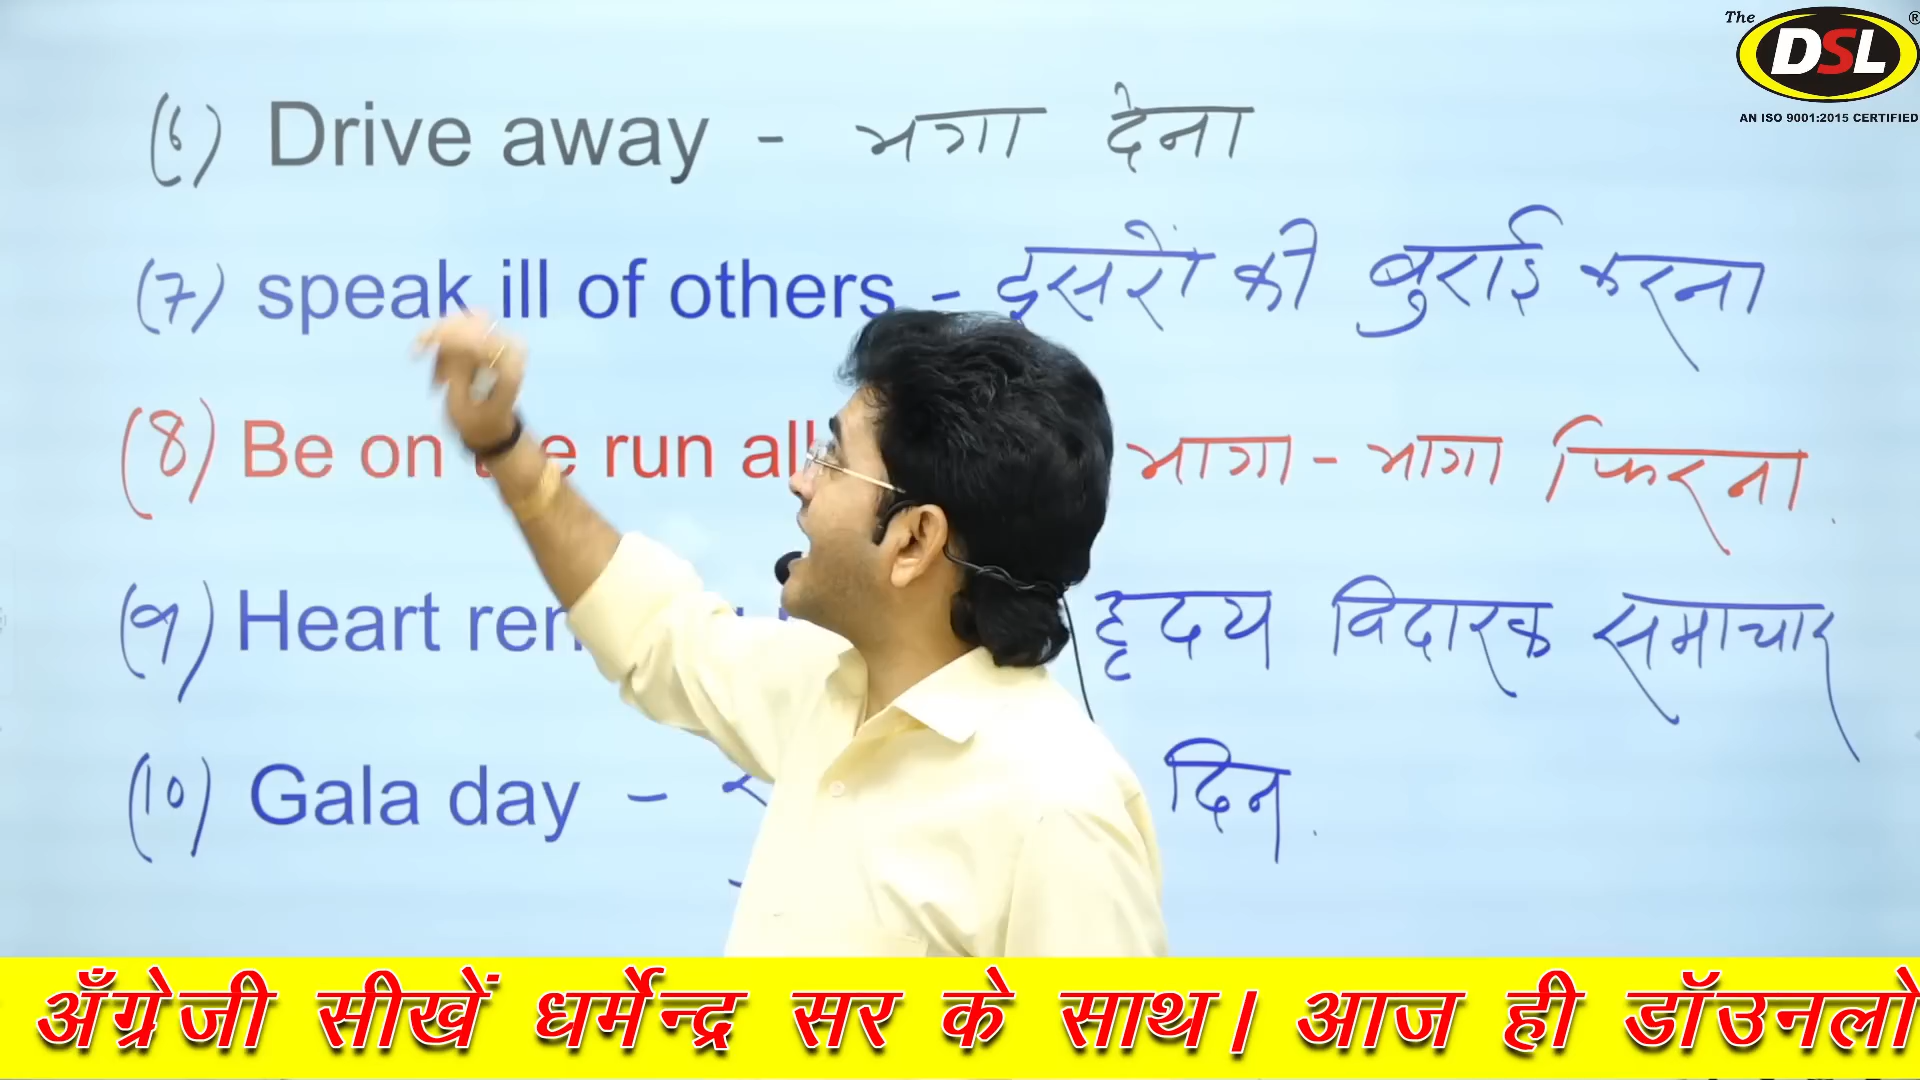 The DSL ®
AN ISO 9001:2015 CERTIFIED
(6) Drive away - भगा देना
(7) speak ill of others - दूसरों की बुराई करना
(8) Be on the run all भागा - भागा फिरना
(9) Heart ren हृदय विदारक समाचार
(10) Gala day - दिन
अँग्रेजी सीखें धर्मेन्द्र सर के साथ। आज ही डॉउनलो